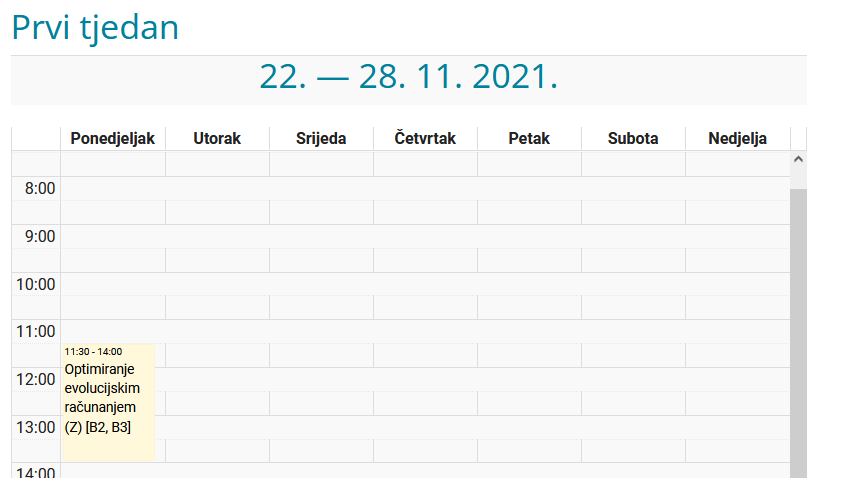 Prvi tjedan
22. — 28. 11. 2021.
Ponedjeljak Utorak Srijeda Četvrtak Petak Subota Nedjelja
8:00
9:00
10:00
11:00
11:30 - 14:00
Optimiranje
12:00
evolucijskim
računanjem
13:00
(Z) [B2, B3]
14:00